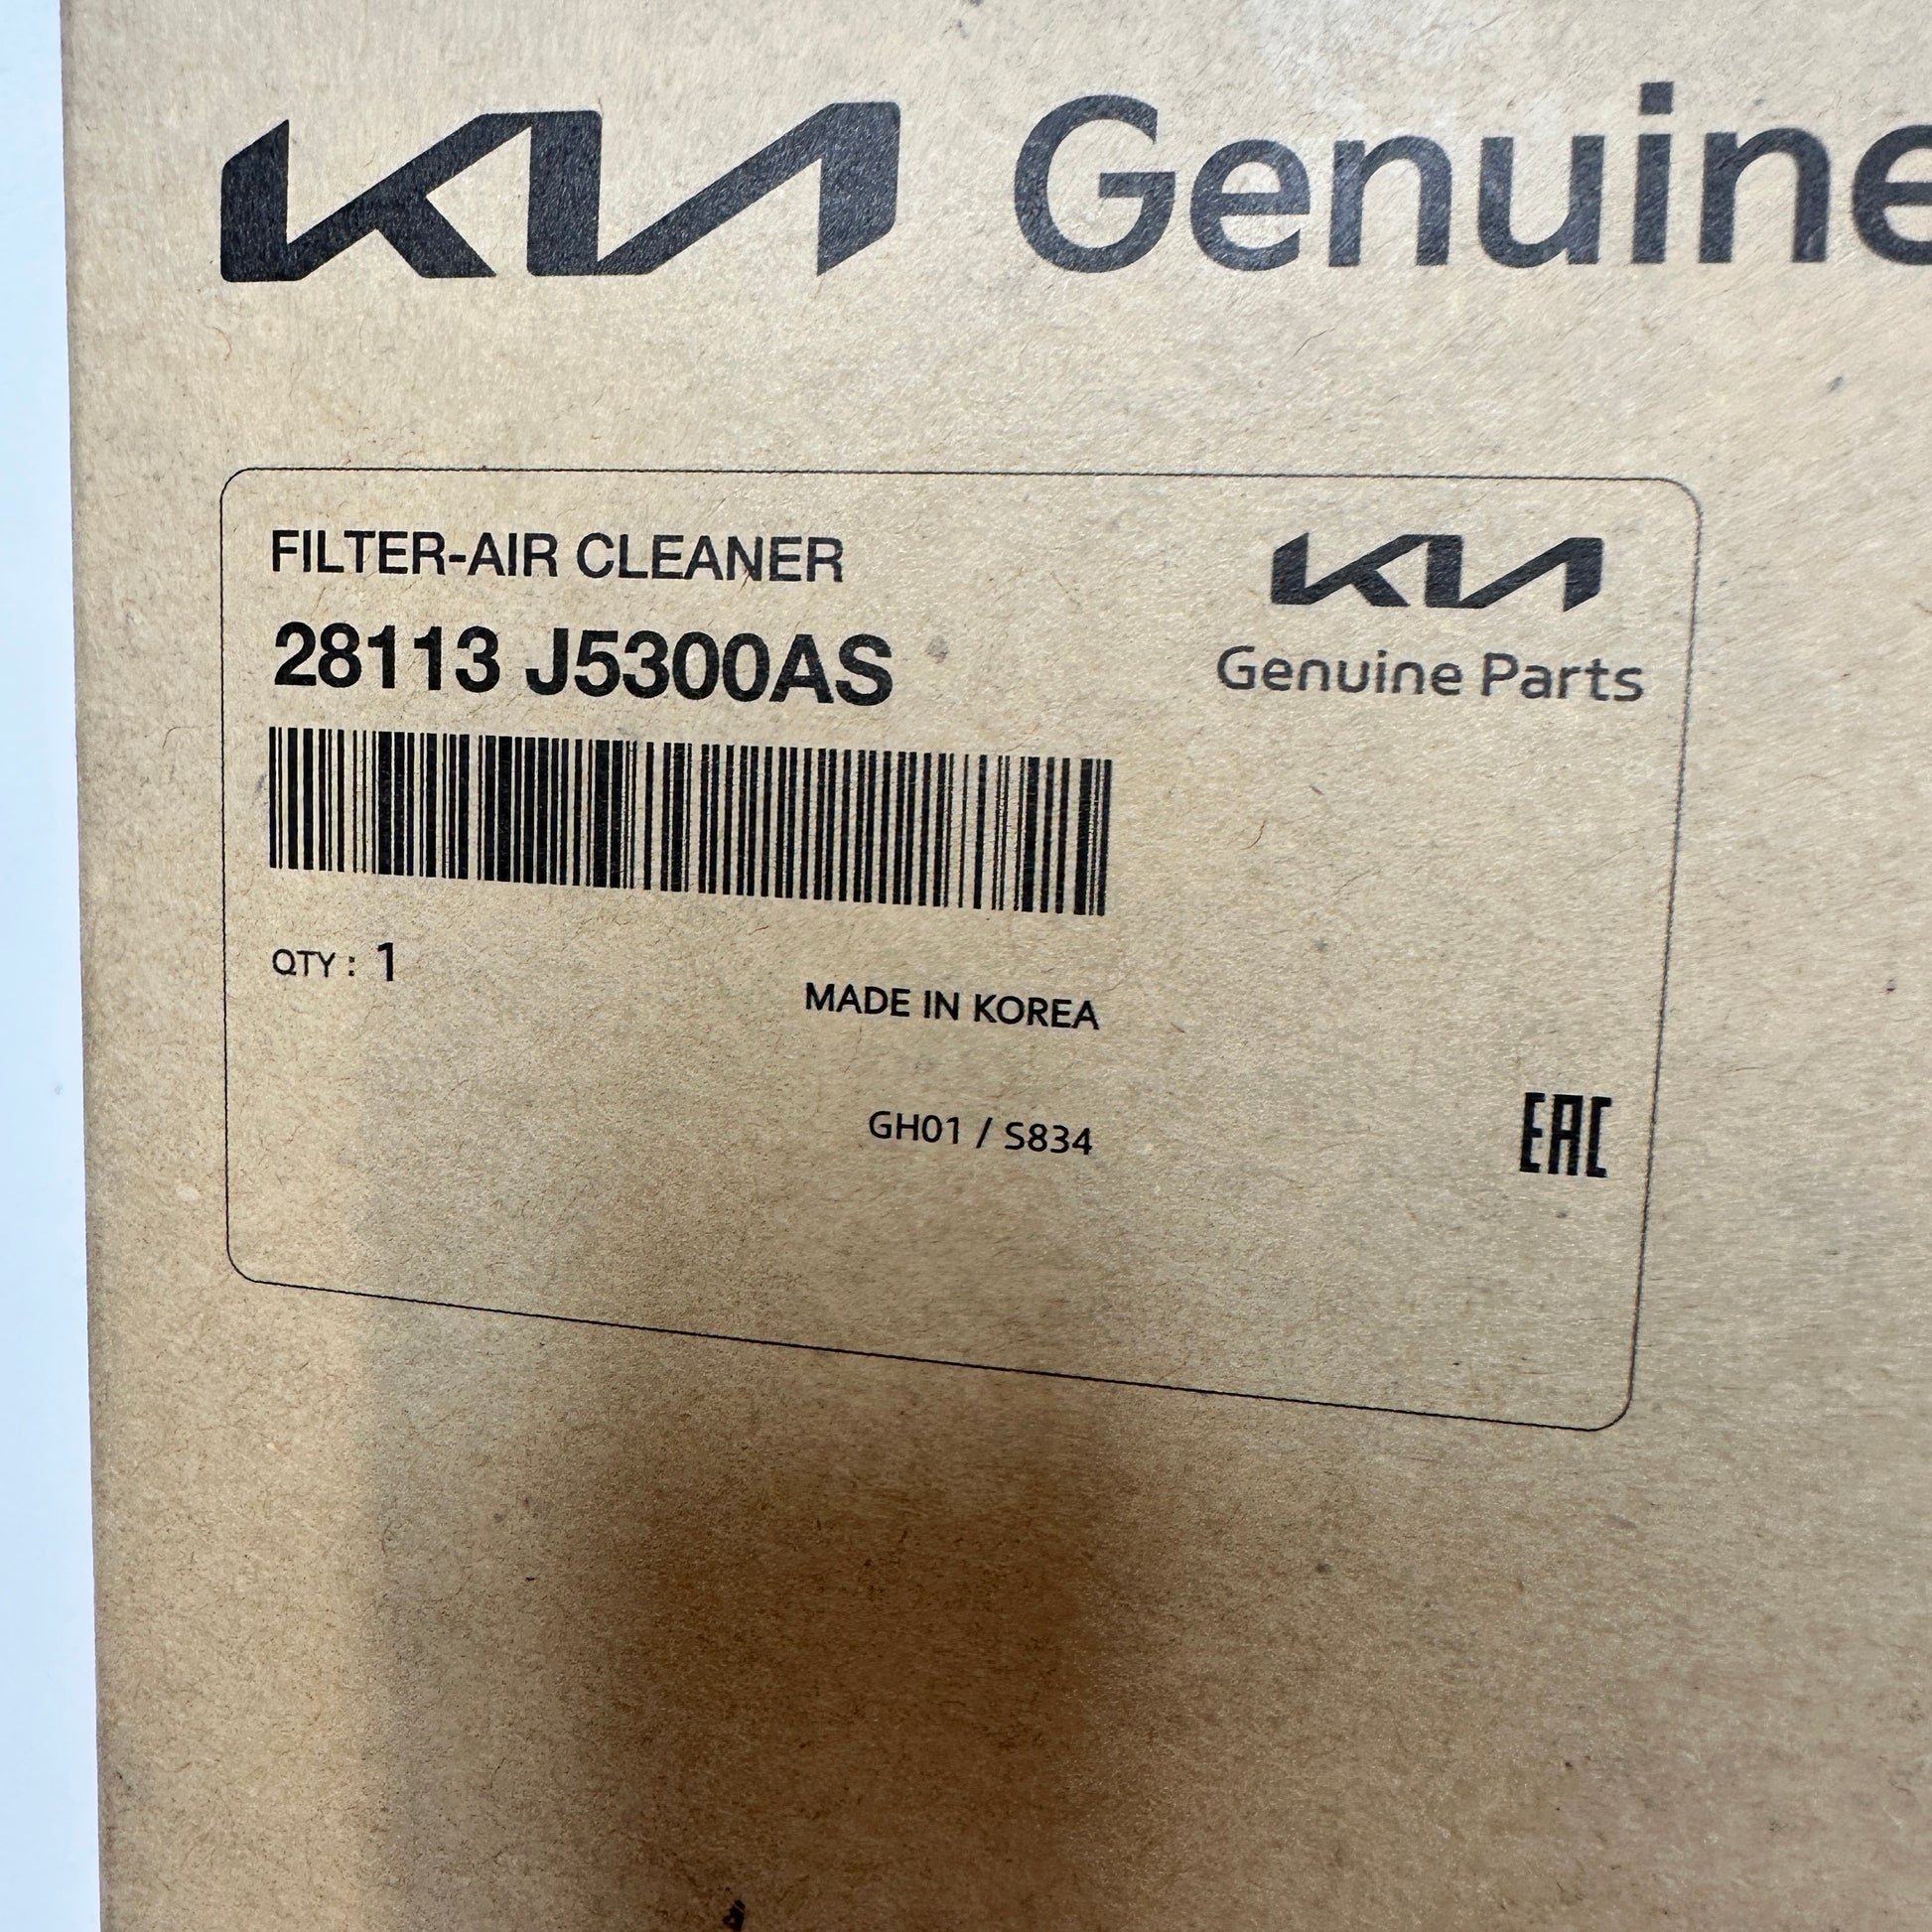 KIA Genuine
FILTER-AIR CLEANER
28113 J5300AS
KIA
Genuine Parts
QTY : 1
MADE IN KOREA
GH01 / S834
EAC